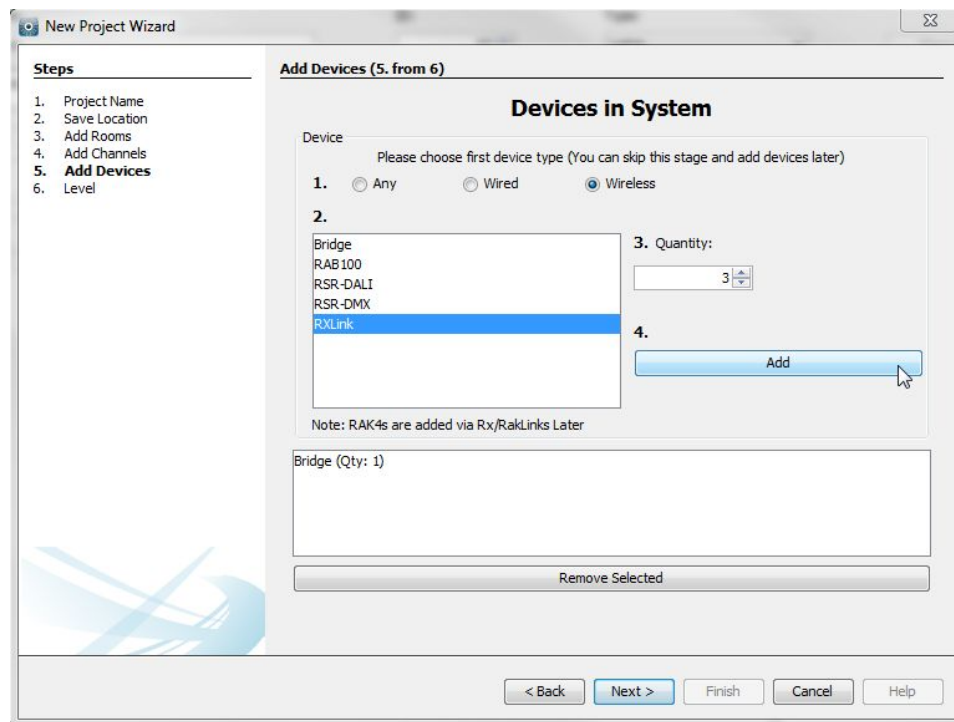 New Project Wizard
Steps
1. Project Name
2. Save Location
3. Add Rooms
4. Add Channels
5. Add Devices
6. Level
Add Devices (5. from 6)
Devices in System
Device
Please choose first device type (You can skip this stage and add devices later)
1. Any Wired Wireless
2.
Bridge
RAB100
RSR-DALI
RSR-DMX
RXLink
3. Quantity:
3
4.
Add
Note: RAK4s are added via Rx/RakLinks Later
Bridge (Qty: 1)
Remove Selected
< Back Next > Finish Cancel Help